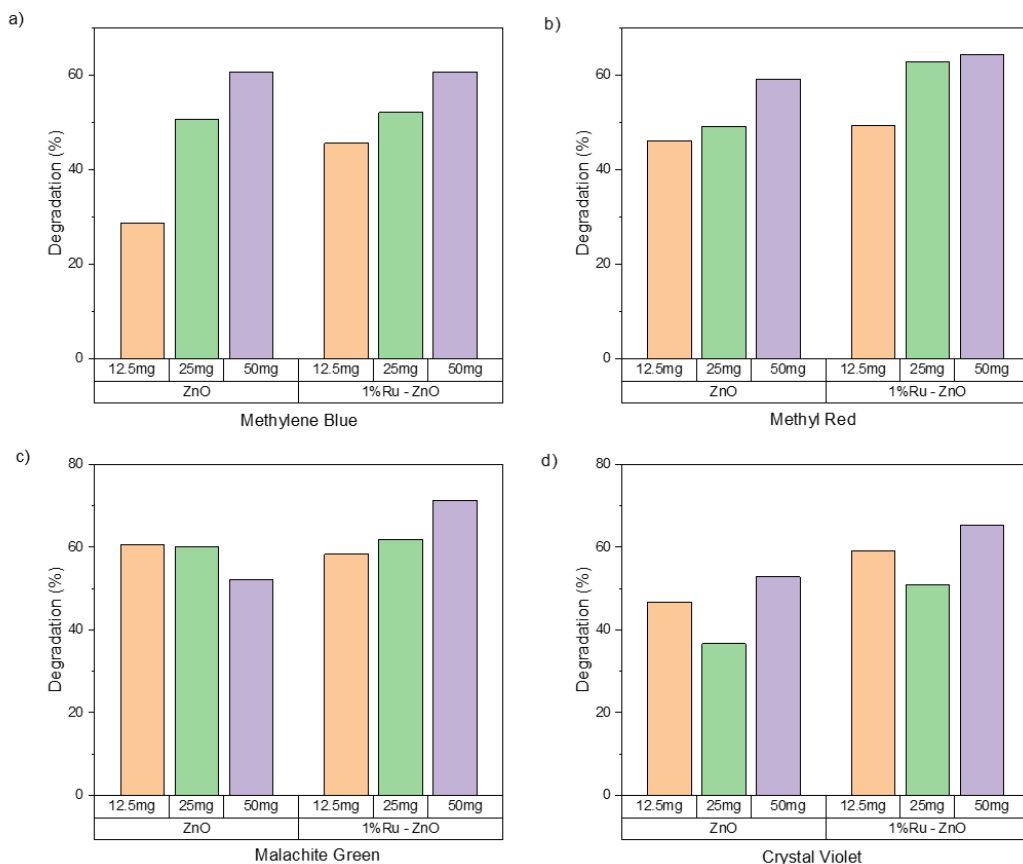 a)
Degradation (%)
60
40
20
0
12.5mg 25mg 50mg 12.5mg 25mg 50mg
ZnO 1%Ru - ZnO
Methylene Blue
b)
Degradation (%)
60
40
20
0
12.5mg 25mg 50mg 12.5mg 25mg 50mg
ZnO 1%Ru - ZnO
Methyl Red
c)
Degradation (%)
80
60
40
20
0
12.5mg 25mg 50mg 12.5mg 25mg 50mg
ZnO 1%Ru - ZnO
Malachite Green
d)
Degradation (%)
80
60
40
20
0
12.5mg 25mg 50mg 12.5mg 25mg 50mg
ZnO 1%Ru - ZnO
Crystal Violet